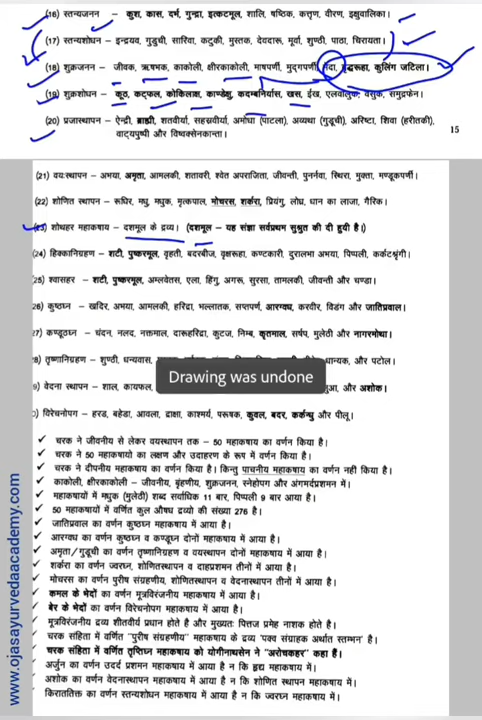 (16) स्तन्यजनन - कुश, कास, दर्भ, गुन्द्रा, इत्कटमूल, शालि, षष्ठिक, कत्तृण, वीरण, इक्षुवालिका।
(17) स्तन्यशोधन - इन्द्रयव, गुडुची, सारिवा, कटुकी, मुस्तक, देवदारू, मूर्वा, शुण्ठी, पाठा, चिरायता।
(18) शुक्रजनन - जीवक, ऋषभक, काकोली, क्षीरकाकोली, माषपर्णी, मुद्गपर्णी, मेदा, वृद्धरूहा, कुलिंग जटिला।
(19) शुक्रशोधन - कूठ, कट्फल, कोकिलाक्ष, काण्डेक्षु, कदम्बनिर्यास, खस, ईख, एलवालुक, वसुक, समुद्रफेन।
(20) प्रजास्थापन - ऐन्द्री, ब्राह्मी, शतवीर्या, सहस्रवीर्या, अमोघा (पाटला), अव्यथा (गुडूची), अरिष्टा, शिवा (हरीतकी),
वाट्यपुष्पी और विष्वक्सेनकान्ता।
15
(21) वयःस्थापन - अभया, अमृता, आमलकी, शतावरी, श्वेत अपराजिता, जीवन्ती, पुनर्नवा, स्थिरा, मुक्ता, मण्डूकपर्णी।
(22) शोणित स्थापन - रूधिर, मधु, मधुक, मृत्कपाल, मोचरस, शर्करा, प्रियंगु, लोध्र, धान का लाजा, गैरिक।
(23) शोथहर महाकषाय - दशमूल के द्रव्य। (दशमूल - यह संज्ञा सर्वप्रथम सुश्रुत की दी हुयी है।)
(24) हिक्कानिग्रहण - शटी, पुष्करमूल, वृहती, बदरबीज, वृक्षरूहा, कण्टकारी, दुरालभा अभया, पिप्पली, कर्कटश्रृंगी।
(25) श्वासहर - शटी, पुष्करमूल, अम्लवेतस, एला, हिंगु, अगरू, सुरसा, तामलकी, जीवन्ती और चण्डा।
26) कुष्ठघ्न - खदिर, अभया, आमलकी, हरिद्रा, भल्लातक, सप्तपर्ण, आरग्वध, करवीर, विडंग और जातिप्रवाल।
27) कण्डूघ्न - चंदन, नलद, नक्तमाल, दारूहरिद्रा, कुटज, निम्ब, कृतमाल, सर्षप, मुलेठी और नागरमोथा।
8) तृष्णानिग्रहण - शुण्ठी, धन्यवास, धान्यक, और पटोल।
9) वेदना स्थापन - शाल, कायफल, और अशोक।
0) विरेचनोपग - हरड, बहेडा, आवला, द्राक्षा, काश्मर्य, परूषक, कुवल, बदर, कर्कन्धु और पीलू।
Drawing was undone
✓ चरक ने जीवनीय से लेकर वयस्थापन तक - 50 महाकषाय का वर्णन किया है।
✓ चरक ने 50 महाकषायो का लक्षण और उदाहरण के रूप में वर्णन किया है।
✓ चरक ने दीपनीय महाकषाय का वर्णन किया है। किन्तु पाचनीय महाकषाय का वर्णन नही किया है।
✓ काकोली, क्षीरकाकोली - जीवनीय, बृंहणीय, शुक्रजनन, स्नेहोपग और अंगमर्दप्रशमन में।
✓ महाकषायों में मधुक (मुलेठी) शब्द सर्वाधिक 11 बार, पिप्पली 9 बार आया है।
✓ 50 महाकषायों में वर्णित कुल औषध द्रव्यो की संख्या 276 है।
✓ जातिप्रवाल का वर्णन कुष्ठघ्न महाकषाय में आया है।
✓ आरग्वध का वर्णन कुष्ठघ्न व कण्डूघ्न दोनों महाकषाय में आया है।
✓ अमृता/गुडूची का वर्णन तृष्णानिग्रहण व वयस्थापन दोनों महाकषाय में आया है।
✓ शर्करा का वर्णन ज्वरघ्न, शोणितस्थापन व दाहप्रशमन तीनों में आया है।
✓ मोचरस का वर्णन पुरीष संग्रहणीय, शोणितस्थापन व वेदनास्थापन तीनों में आया है।
✓ कमल के भेदों का वर्णन मूत्रविरंजनीय महाकषाय में आया है।
✓ बेर के भेदों का वर्णन विरेचनोपग महाकषाय में आया है।
✓ मूत्रविरंजनीय द्रव्य शीतवीर्य प्रधान होते है और मुख्यतः पित्तज प्रमेह नाशक होते है।
✓ चरक संहिता में वर्णित "पुरीष संग्रहणीय" महाकषाय के द्रव्य 'पक्व संग्राहक अर्थात स्तम्भन' है।
✓ चरक संहिता में वर्णित तृप्तिघ्न महाकषाय को योगीनाथसेन ने "अरोचकहर" कहा हैं।
✓ अर्जुन का वर्णन उदर्द प्रशमन महाकषाय में आया है न कि हृद्य महाकषाय में।
✓ अशोक का वर्णन वेदनास्थापन महाकषाय में आया है न कि शोणित स्थापन महाकषाय में।
✓ किराततिक्त का वर्णन स्तन्यशोधन महाकषाय में आया है न कि ज्वरघ्न महाकषाय में।
www.ojasayurvedaacademy.com